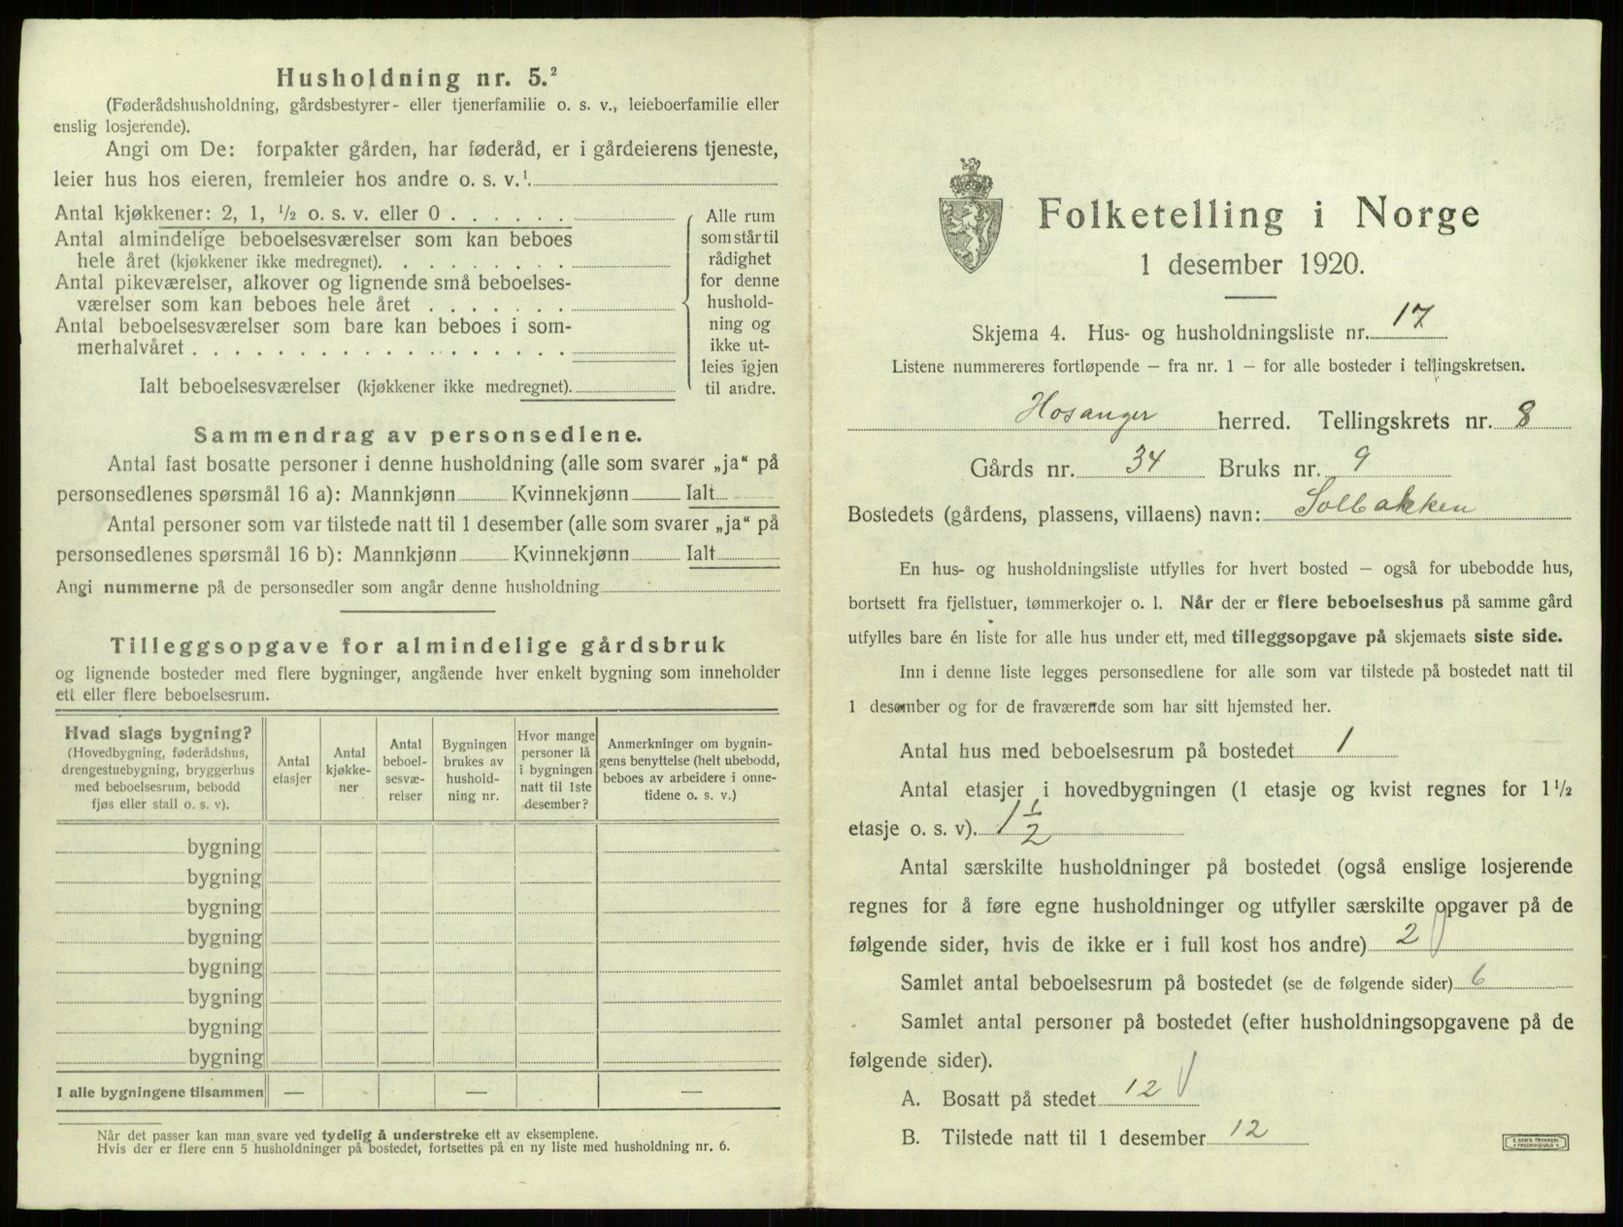 Husholdning nr. 5.²
(Føderådshusholdning, gårdsbestyrer- eller tjenerfamilie o. s. v., leieboerfamilie eller
enslig losjerende).
Angi om De: forpakter gården, har føderåd, er i gårdeierens tjeneste,
leier hus hos eieren, fremleier hos andre o. s. v.¹
Antal kjøkkener: 2, 1, ½ o. s. v. eller 0 . . . . . .
Antal almindelige beboelsesværelser som kan beboes
hele året (kjøkkener ikke medregnet). . . . . . . . .
Antal pikeværelser, alkover og lignende små beboelses-
værelser som kan beboes hele året . . . . . . .
Antal beboelsesværelser som bare kan beboes i som-
merhalvåret . . . . . . . . . . . . . . . . . .
Ialt beboelsesværelser (kjøkkener ikke medregnet).
Alle rum
som står til
rådighet
for denne
hushold-
ning og
ikke ut-
leies igjen
til andre.
Sammendrag av personsedlene.
Antal fast bosatte personer i denne husholdning (alle som svarer „ja“ på
personsedlenes spørsmål 16 a): Mannkjønn Kvinnekjønn Ialt
Antal personer som var tilstede natt til 1 desember (alle som svarer „ja“ på
personsedlenes spørsmål 16 b): Mannkjønn Kvinnekjønn Ialt
Angi nummerne på de personsedler som angår denne husholdning
Tilleggsopgave for almindelige gårdsbruk
og lignende bosteder med flere bygninger, angående hver enkelt bygning som inneholder
ett eller flere beboelsesrum.
Hvad slags bygning?
(Hovedbygning, føderådshus,
drengestuebygning, bryggerhus
med beboelsesrum, bebodd
fjøs eller stall o. s. v).
Antal
etasjer
Antal
kjøkke-
ner
Antal
beboel-
sesvæ-
relser
Bygningen
brukes av
hushold-
ning nr.
Hvor mange
personer lå
i bygningen
natt til 1ste
desember?
Anmerkninger om bygnin-
gens benyttelse (helt ubebodd,
beboes av arbeidere i onne-
tidene o. s. v.)
bygning
bygning
bygning
bygning
bygning
bygning
bygning
bygning
I alle bygningene tilsammen — — —
Når det passer kan man svare ved tydelig å understreke ett av eksemplene.
Hvis der er flere enn 5 husholdninger på bostedet, fortsettes på en ny liste med husholdning nr. 6.
Folketelling i Norge
1 desember 1920.
Skjema 4. Hus- og husholdningsliste nr. 17
Listene nummereres fortløpende — fra nr. 1 — for alle bosteder i tellingskretsen.
Hosanger herred. Tellingskrets nr. 8
Gårds nr. 34 Bruks nr. 9
Bostedets (gårdens, plassens, villaens) navn: Solbakken
En hus- og husholdningsliste utfylles for hvert bosted — også for ubebodde hus,
bortsett fra fjellstuer, tømmerkojer o. l. Når der er flere beboelseshus på samme gård
utfylles bare én liste for alle hus under ett, med tilleggsopgave på skjemaets siste side.
Inn i denne liste legges personsedlene for alle som var tilstede på bostedet natt til
1 desember og for de fraværende som har sitt hjemsted her.
Antal hus med beboelsesrum på bostedet 1
Antal etasjer i hovedbygningen (1 etasje og kvist regnes for 1½
etasje o. s. v). 1 ½
Antal særskilte husholdninger på bostedet (også enslige losjerende
regnes for å føre egne husholdninger og utfyller særskilte opgaver på de
følgende sider, hvis de ikke er i full kost hos andre) 2
Samlet antal beboelsesrum på bostedet (se de følgende sider) 6
Samlet antal personer på bostedet (efter husholdningsopgavene på de
følgende sider).
A. Bosatt på stedet 12
B. Tilstede natt til 1 desember 12